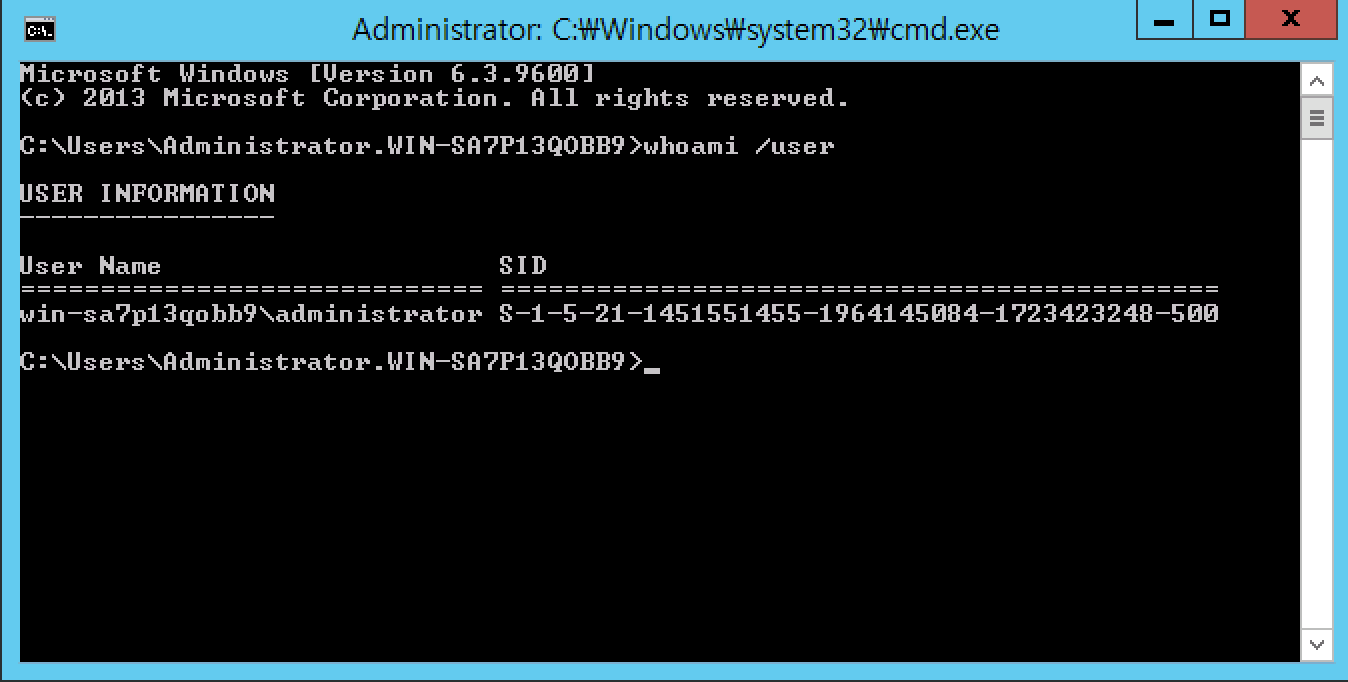 Administrator: C:₩Windows₩system32₩cmd.exe
Microsoft Windows [Version 6.3.9600]
(c) 2013 Microsoft Corporation. All rights reserved.
C:\Users\Administrator.WIN-SA7P13QOBB9>whoami /user
USER INFORMATION
----------------
User Name                     SID
============================= =============================================
win-sa7p13qobb9\administrator S-1-5-21-1451551455-1964145084-1723423248-500
C:\Users\Administrator.WIN-SA7P13QOBB9>_